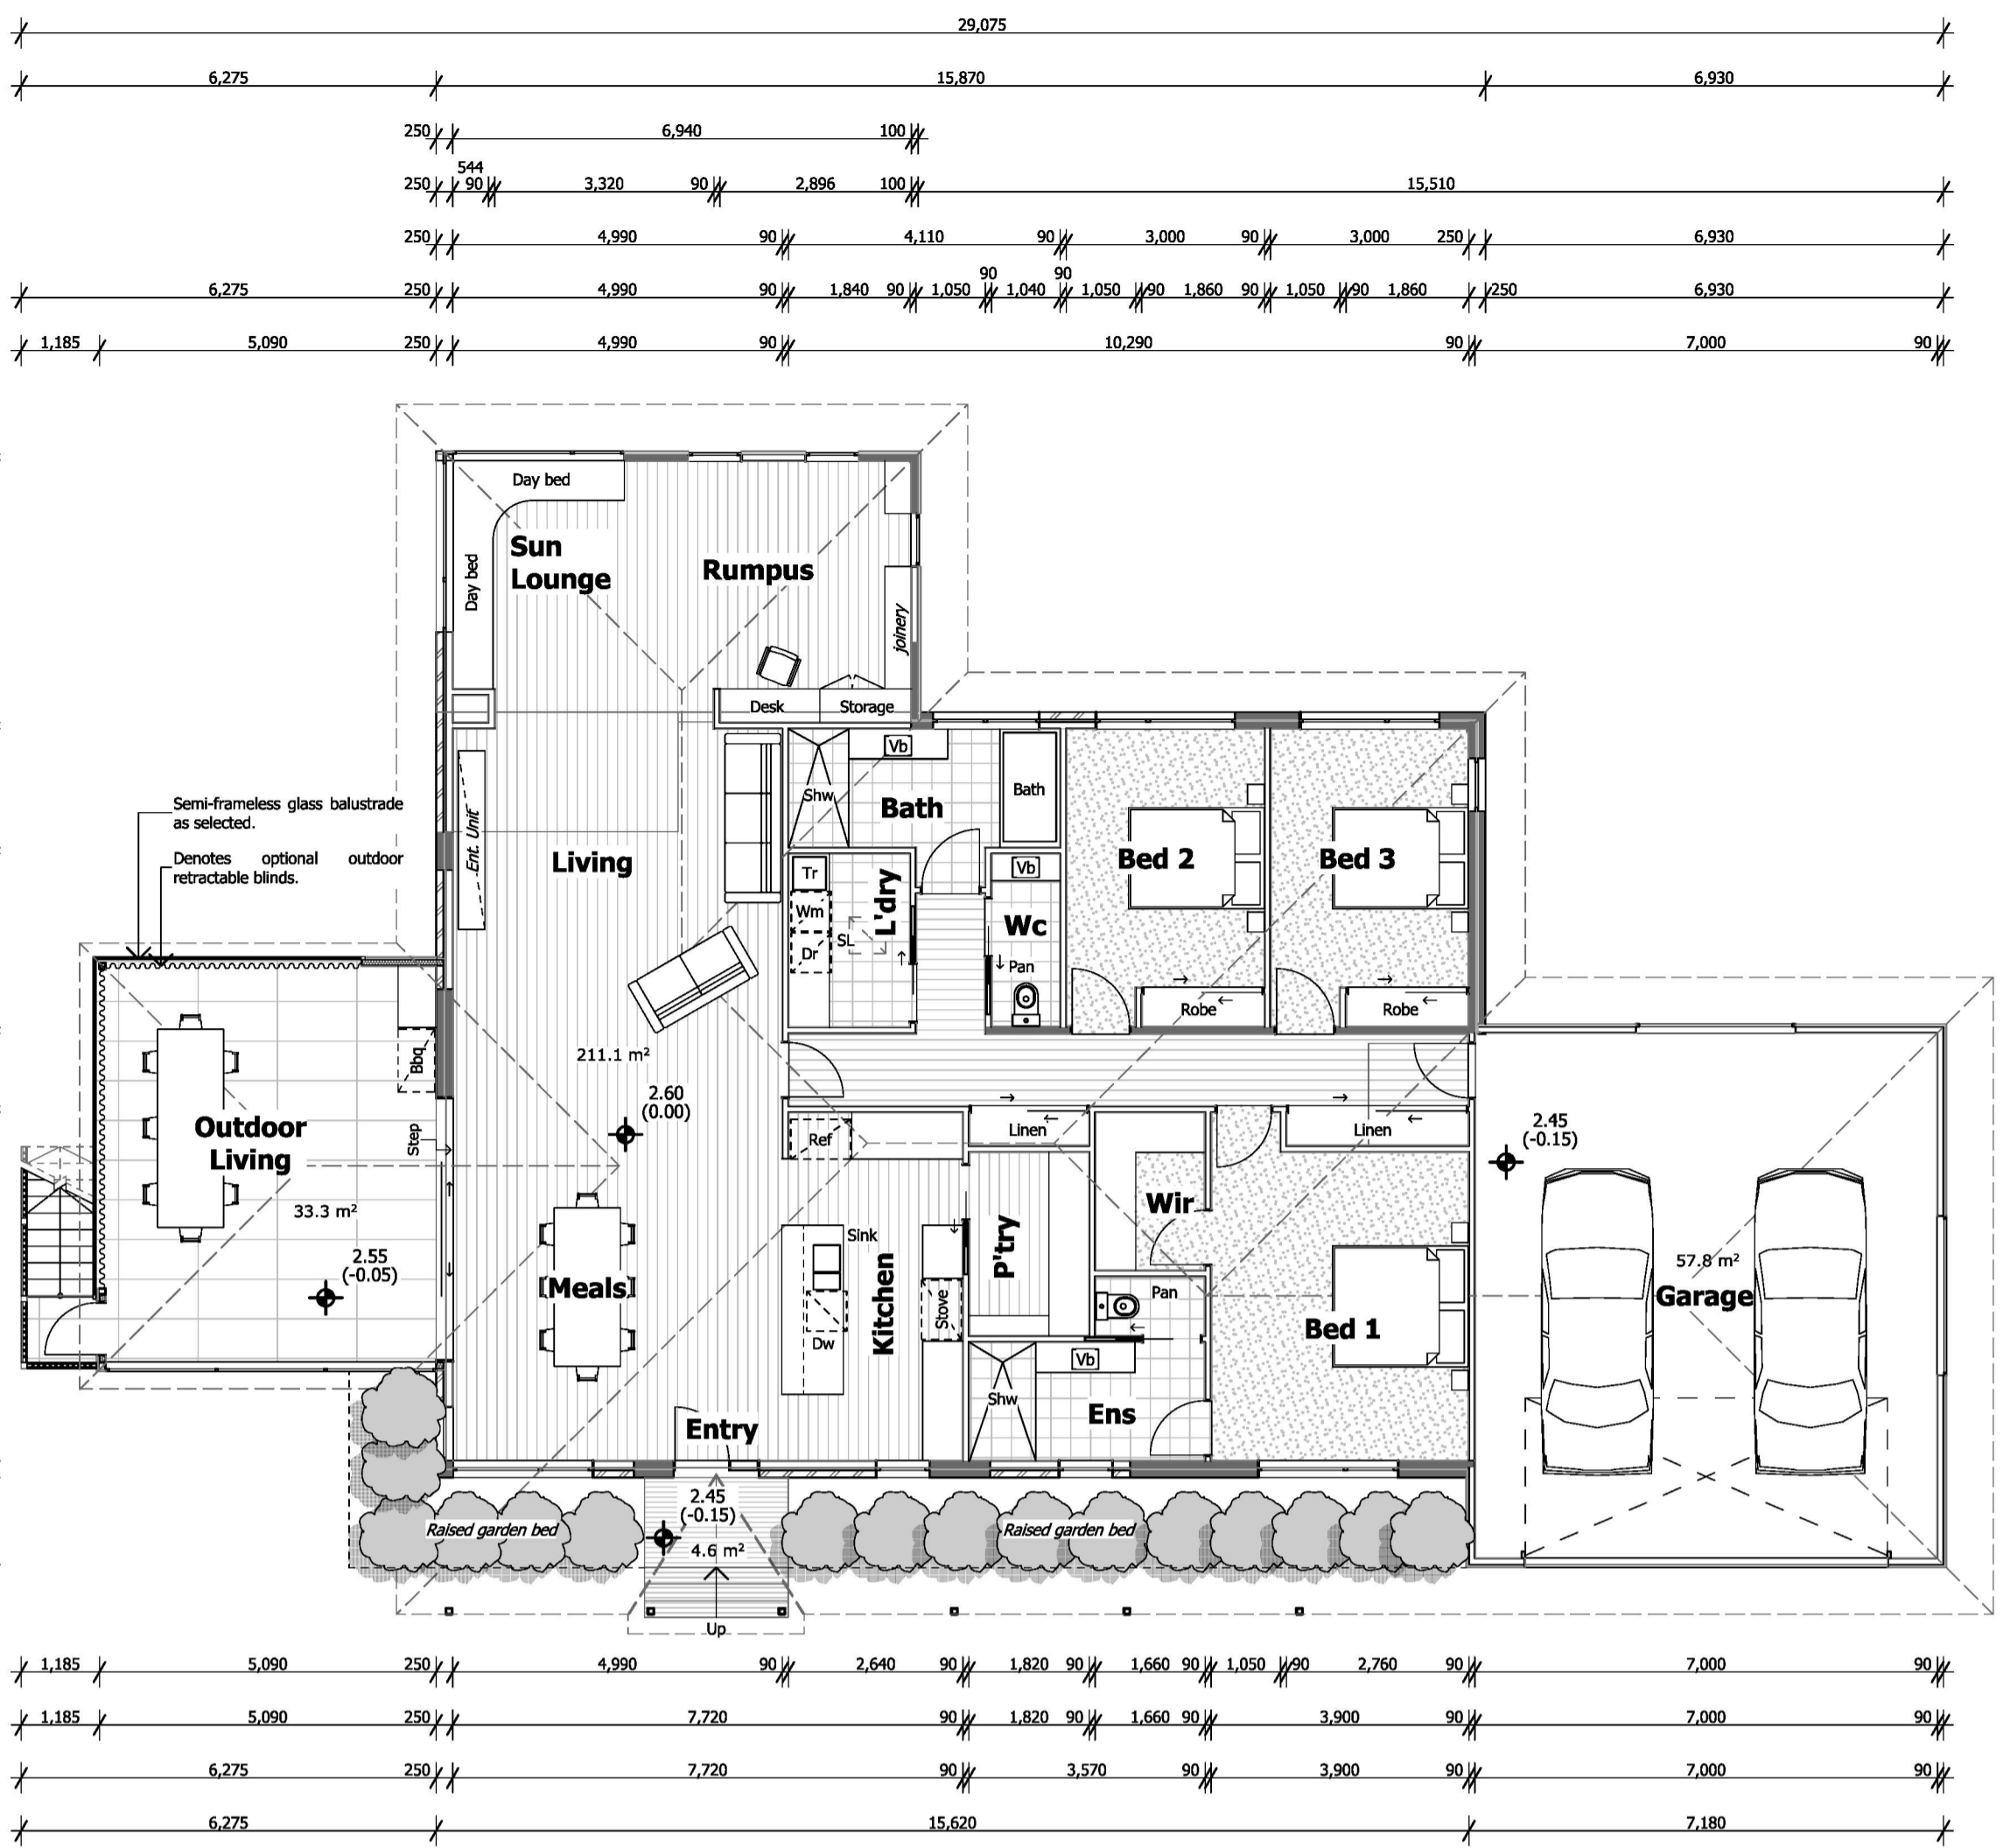 29,075
6,275 15,870 6,930
250 6,940 100
544
250 90 3,320 90 2,896 100 15,510
250 4,990 90 4,110 90 3,000 90 3,000 250 6,930
90 90
6,275 250 4,990 90 1,840 90 1,050 1,040 1,050 90 1,860 90 1,050 90 1,860 250 6,930
1,185 5,090 250 4,990 90 10,290 90 7,000 90
Day bed
Sun
Lounge
Rumpus
Day bed
joinery
Desk Storage
Vb
Semi-frameless glass balustrade
as selected.
Denotes optional outdoor
retractable blinds.
Ent. Unit
Living
Shw
Bath
Bath
Bed 2
Bed 3
Tr
Wm
Dr
SL
L'dry
Vb
Wc
Pan
Robe
Robe
211.1 m²
2.60
(0.00)
Bbq
Step
Outdoor
Living
33.3 m²
2.55
(-0.05)
Ref
Linen
Linen
2.45
(-0.15)
Wir
P'try
Sink
Kitchen
Stove
Dw
Meals
Pan
Vb
Shw
Ens
Bed 1
57.8 m²
Garage
Entry
2.45
(-0.15)
4.6 m²
Raised garden bed
Raised garden bed
Up
1,185 5,090 250 4,990 90 2,640 90 1,820 90 1,660 90 1,050 90 2,760 90 7,000 90
1,185 5,090 250 7,720 90 1,820 90 1,660 90 3,900 90 7,000 90
6,275 250 7,720 90 3,570 90 3,900 90 7,000 90
6,275 15,620 7,180